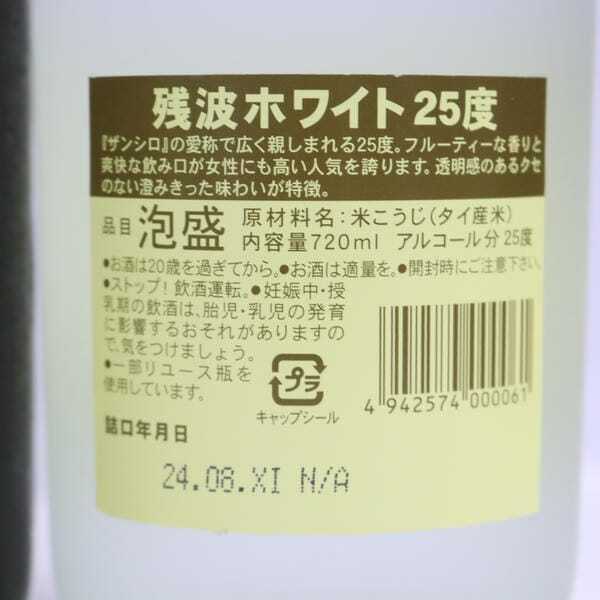 残波ホワイト25度
『ザンシロ』の愛称で広く親しまれる25度。フルーティーな香りと
爽快な飲み口が女性にも高い人気を誇ります。透明感のあるクセ
のない澄みきった味わいが特徴。
品目 泡盛 原材料名:米こうじ(タイ産米)
内容量720ml アルコール分 25度
●お酒は20歳を過ぎてから。●お酒は適量を。●開封時にご注意下さい。
●ストップ!飲酒運転。●妊娠中・授
乳期の飲酒は、胎児・乳児の発育
に影響するおそれがありますの
で、気をつけましょう。
●一部リユース瓶を
使用しています。
プラ
キャップシール
4 942574 000061
詰口年月日
24.08.XI N/A